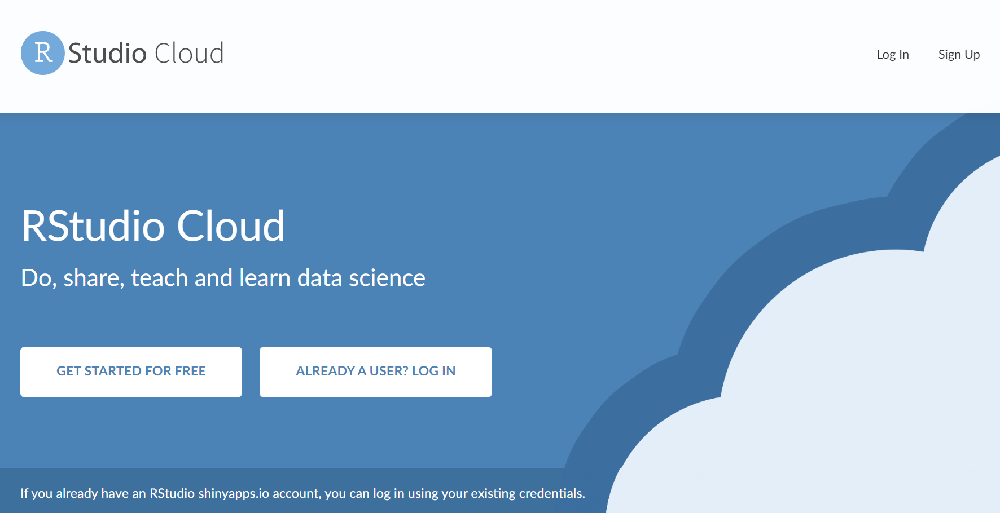 RStudio Cloud
Log In
Sign Up
RStudio Cloud
Do, share, teach and learn data science
GET STARTED FOR FREE
ALREADY A USER? LOG IN
If you already have an RStudio shinyapps.io account, you can log in using your existing credentials.